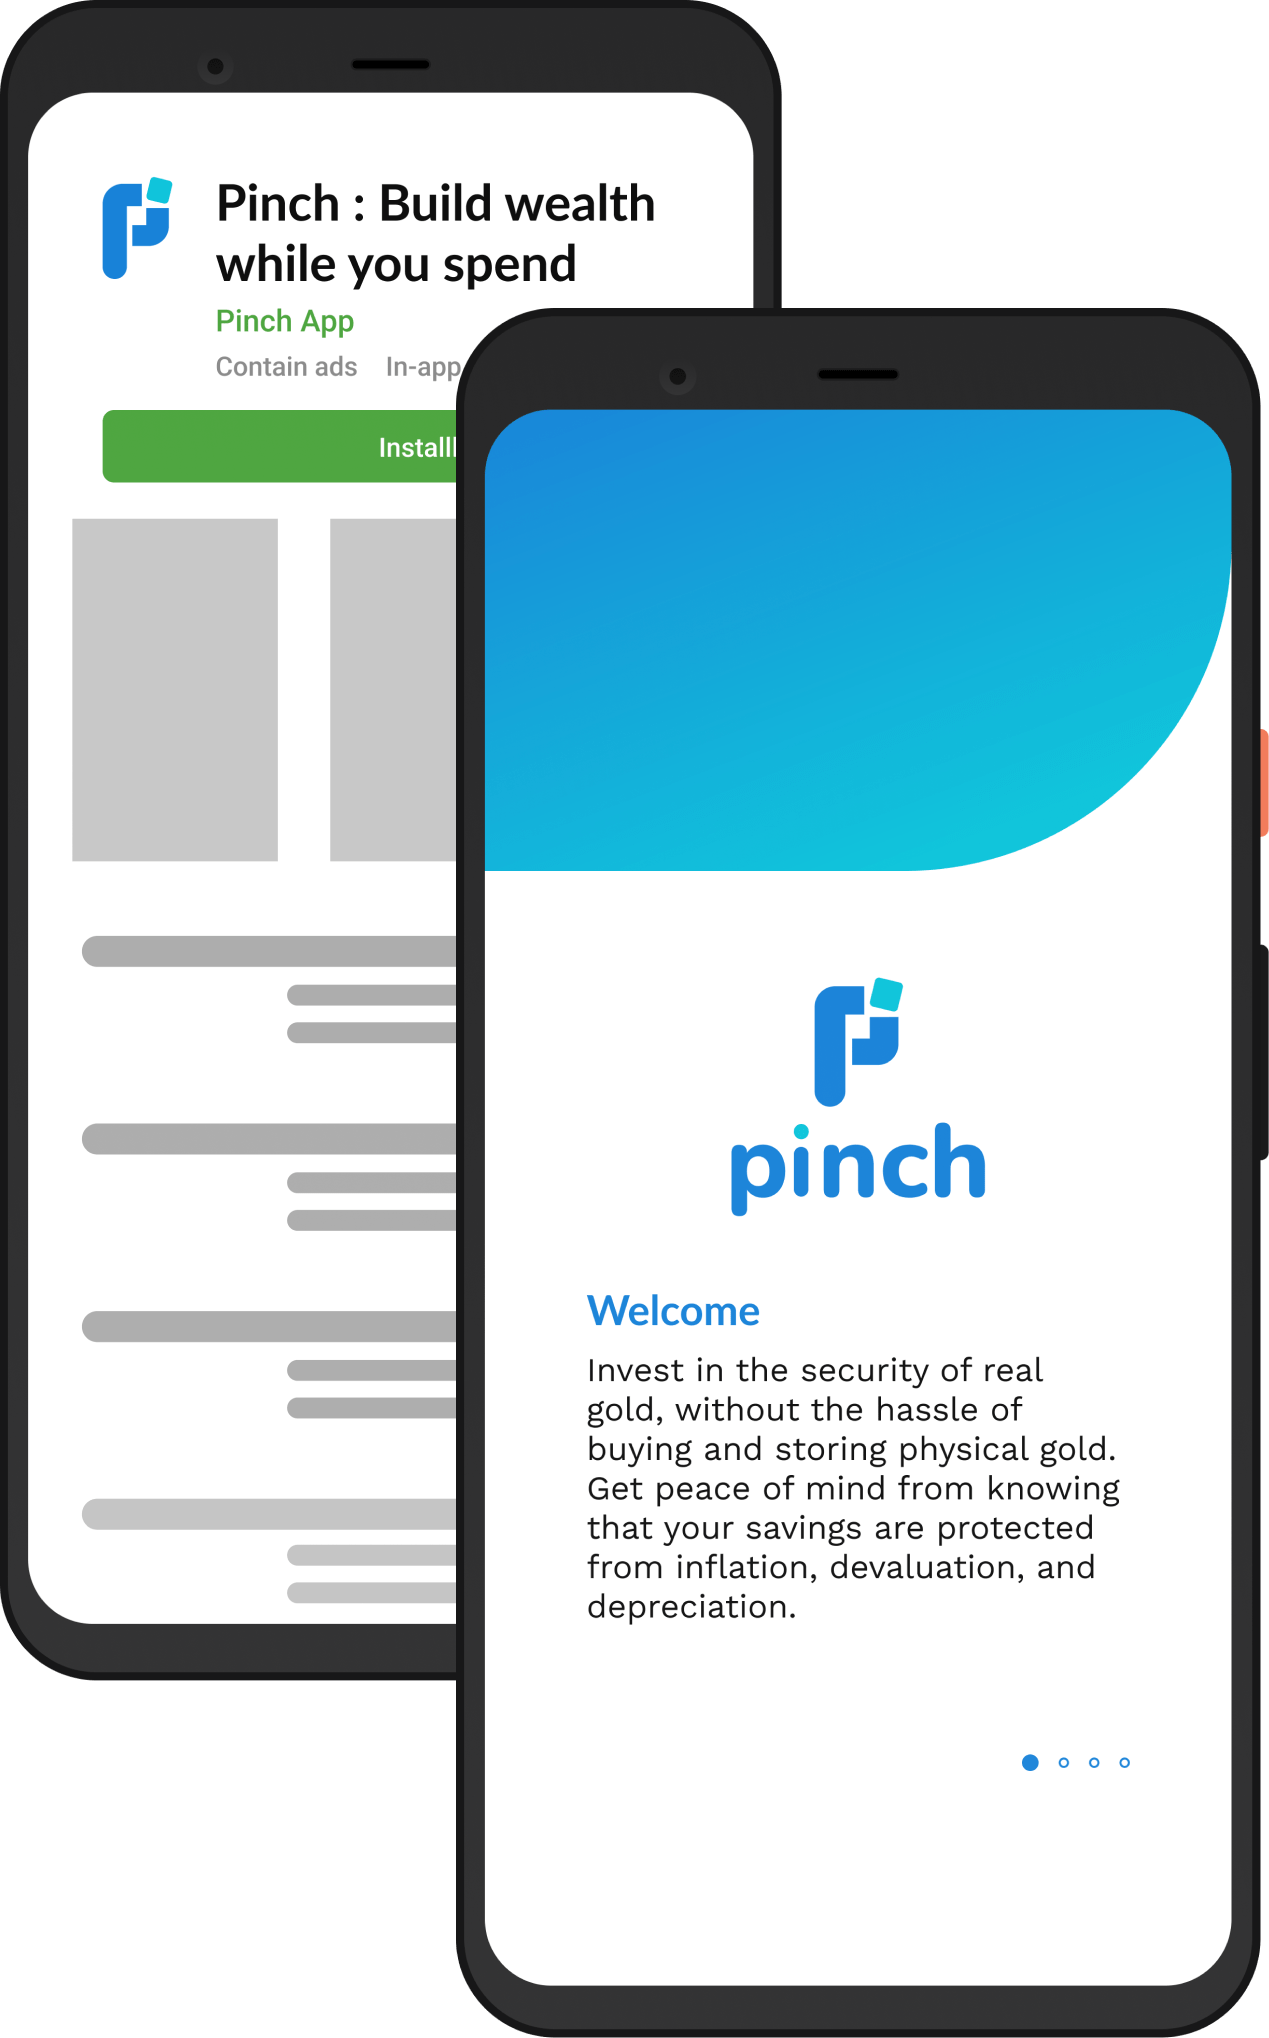 Pinch : Build wealth
while you spend
Pinch App
Contain ads In-app
Installl
pinch
Welcome
Invest in the security of real
gold, without the hassle of
buying and storing physical gold.
Get peace of mind from knowing
that your savings are protected
from inflation, devaluation, and
depreciation.